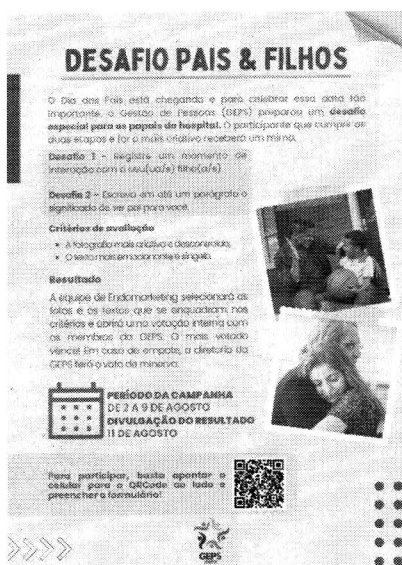 DESAFIO PAIS & FILHOS
O Dia dos Pais está chegando e para celebrar essa data tão
importante, a Gestão de Pessoas (GEPS) preparou um desafio
especial para os papais do hospital. O participante que cumprir as
duas etapas e for o mais criativo receberá um mimo.
Desafio 1 - Registre um momento de
interação com o seu(ua/s) filho(a/s)
Desafio 2 - Escreva em até um parágrafo o
significado de ser pai para você.
Critérios de avaliação
A fotografia mais criativa e descontraída;
O texto mais emocionante e singelo.
Resultado
A equipe de Endomarketing selecionará as
fotos e os textos que se enquadram nos
critérios e abrirá uma votação interna com
os membros da GEPS. O mais votado
vence! Em caso de empate, a diretoria da
GEPS terá o voto de minerva.
PERÍODO DA CAMPANHA
DE 2 A 9 DE AGOSTO
DIVULGAÇÃO DO RESULTADO
11 DE AGOSTO
Para participar, basta apontar o
celular para o QRCode ao lado e
preencher o formulário!
GEPS